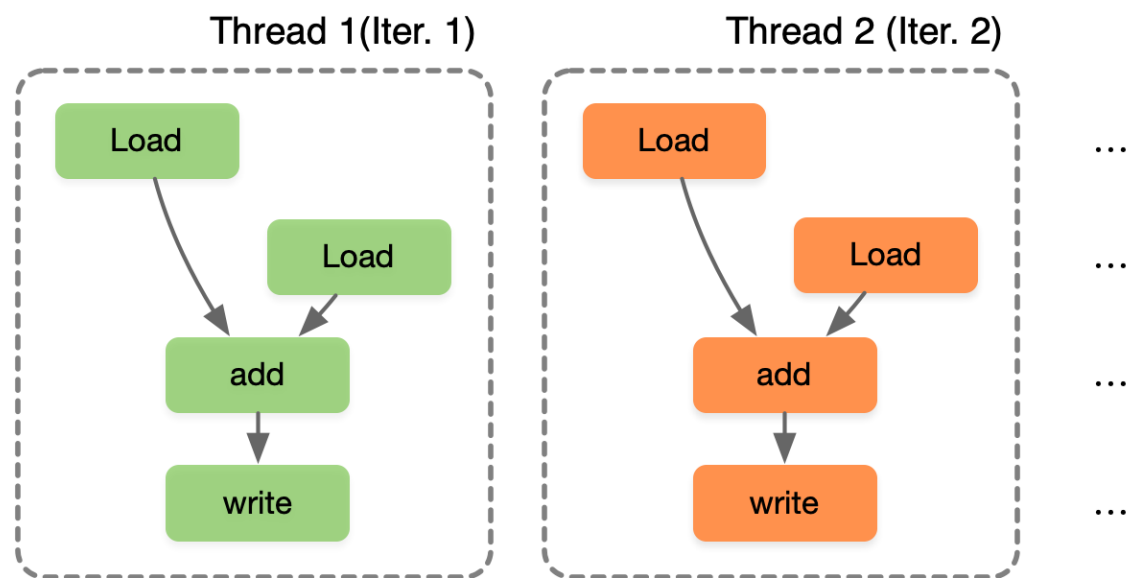 Thread 1(Iter. 1)
Thread 2 (Iter. 2)
Load
Load
...
Load
Load
...
add
add
...
write
write
...